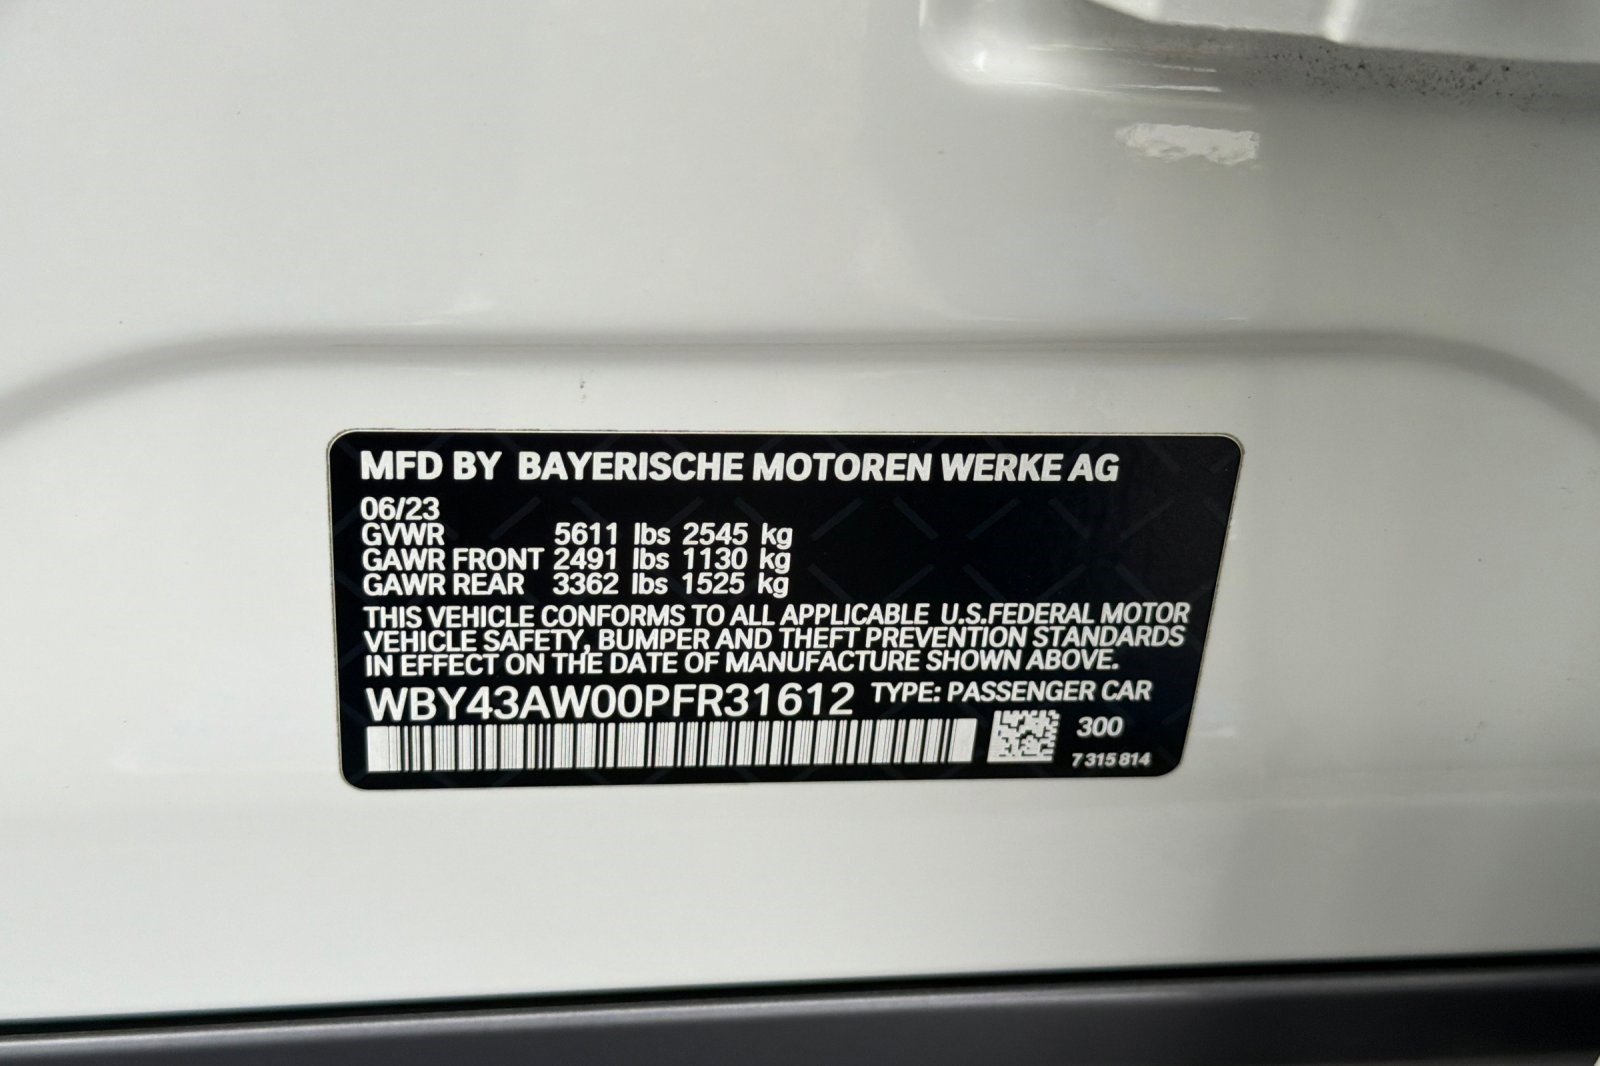 MFD BY BAYERISCHE MOTOREN WERKE AG
06/23
GVWR 5611 lbs 2545 kg
GAWR FRONT 2491 lbs 1130 kg
GAWR REAR 3362 lbs 1525 kg
THIS VEHICLE CONFORMS TO ALL APPLICABLE U.S.FEDERAL MOTOR
VEHICLE SAFETY, BUMPER AND THEFT PREVENTION STANDARDS
IN EFFECT ON THE DATE OF MANUFACTURE SHOWN ABOVE.
WBY43AW00PFR31612 TYPE: PASSENGER CAR
300
7 315 814